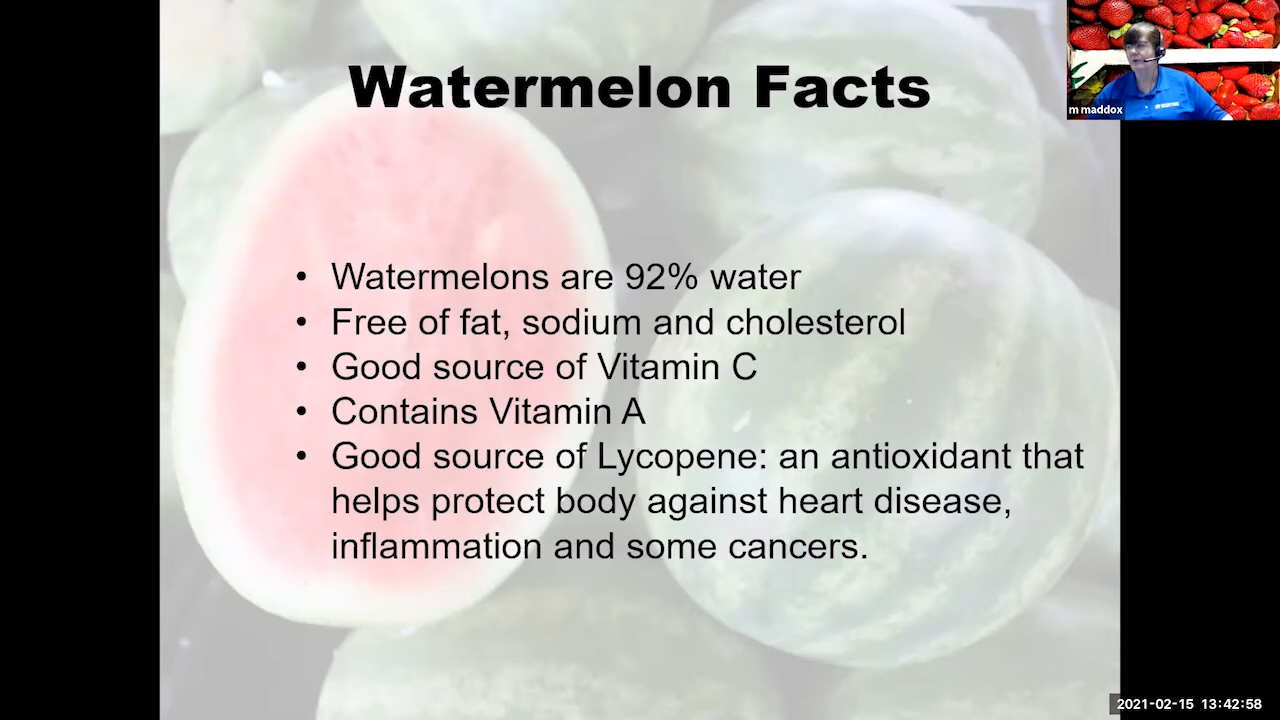 Watermelon Facts
m maddox
• Watermelons are 92% water
• Free of fat, sodium and cholesterol
• Good source of Vitamin C
• Contains Vitamin A
• Good source of Lycopene: an antioxidant that
helps protect body against heart disease,
inflammation and some cancers.
2021-02-15 13:42:58